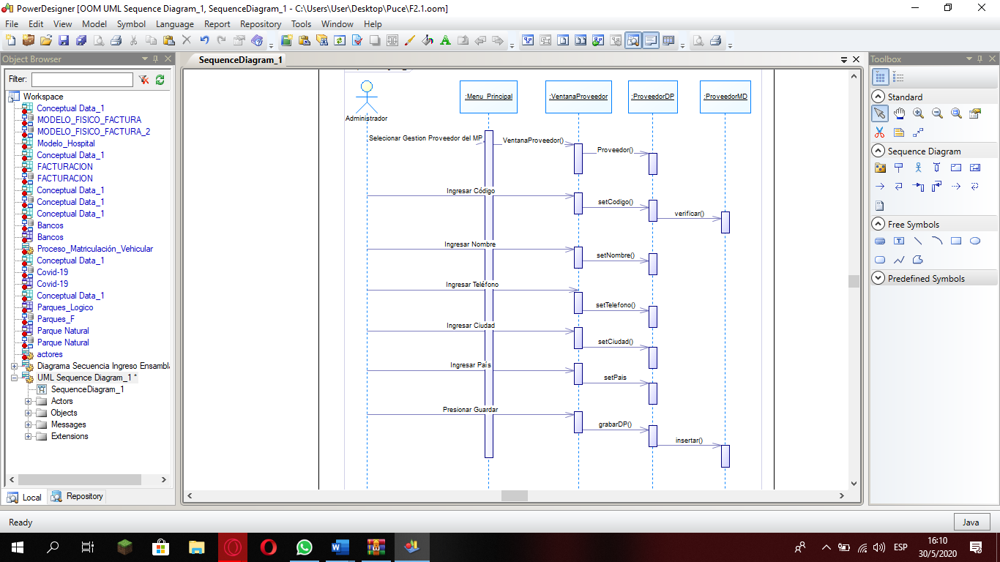 PowerDesigner [OOM UML Sequence Diagram_1, SequenceDiagram_1 - C:\Users\User\Desktop\Puce\F2.1.oom]
File Edit View Model Symbol Language Report Repository Tools Window Help
Object Browser
Filter:
Workspace
Conceptual Data_1
MODELO_FISICO_FACTURA
MODELO_FISICO_FACTURA_2
Modelo_Hospital
Conceptual Data_1
FACTURACION
FACTURACION
Conceptual Data_1
Conceptual Data_1
Conceptual Data_1
Bancos
Bancos
Proceso_Matriculación_Vehicular
Conceptual Data_1
Covid-19
Covid-19
Conceptual Data_1
Parques_Logico
Parques_F
Parque Natural
Parque Natural
actores
Diagrama Secuencia Ingreso Ensambl
UML Sequence Diagram_1 *
SequenceDiagram_1
Actors
Objects
Messages
Extensions
Local Repository
SequenceDiagram_1
:Menu_Principal :VentanaProveedor :ProveedorDP :ProveedorMD
Administrador
Selecionar Gestion Proveedor del MP VentanaProveedor()
Proveedor()
Ingresar Código
setCodigo()
verificar()
Ingresar Nombre
setNombre()
Ingresar Teléfono
setTelefono()
Ingresar Ciudad
setCiudad()
Ingresar País
setPais
Presionar Guardar
grabarDP()
insertar()
Toolbox
Standard
Sequence Diagram
Free Symbols
Predefined Symbols
Ready
Java
ESP
16:10
30/5/2020